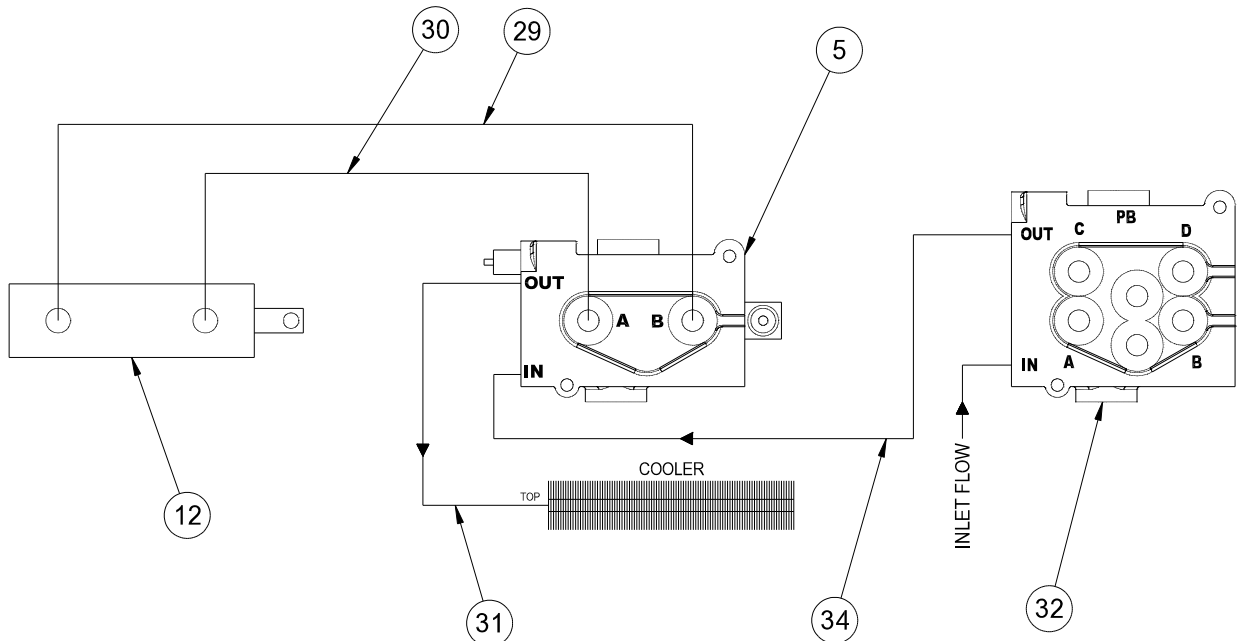 30
29
5
OUT
A
B
IN
OUT
C
PB
D
IN
A
B
COOLER
TOP
INLET FLOW
12
31
34
32